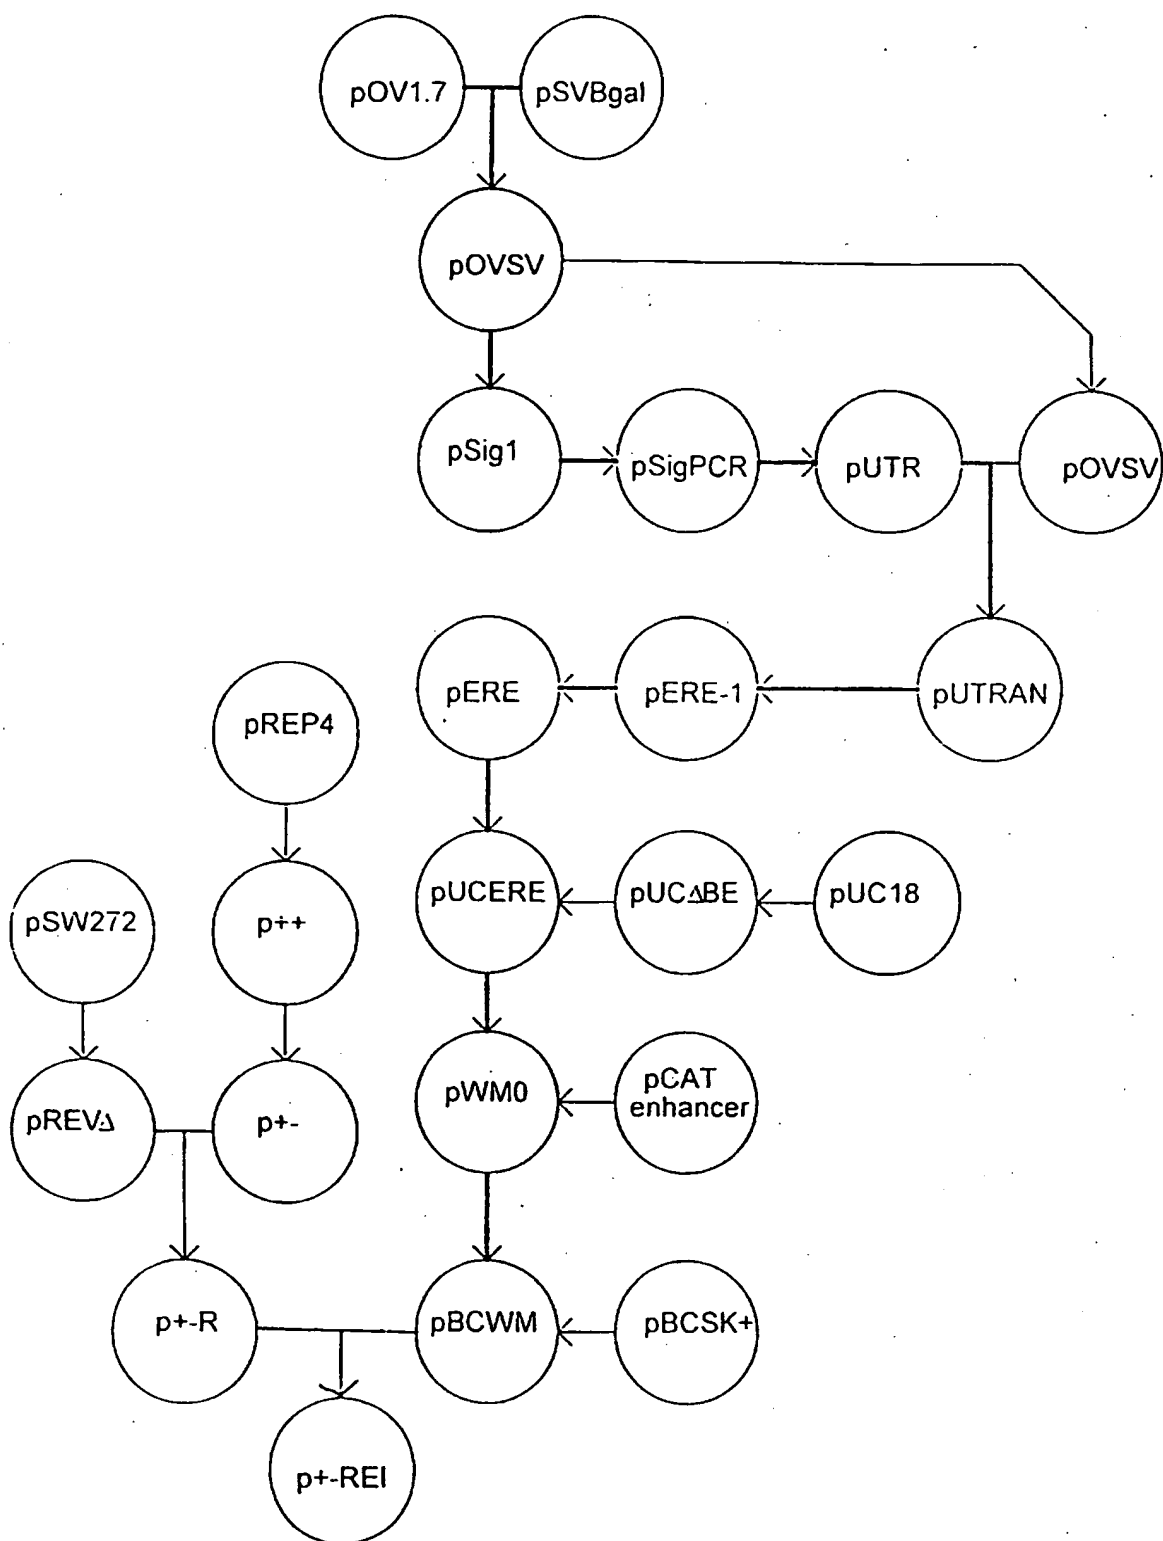 pOV1.7
pSVBgal
pOVSV
pSig1
pSigPCR
pUTR
pOVSV
pERE
pERE-1
pUTRAN
pREP4
pSW272
p++
pUCERE
pUCΔBE
pUC18
pREVΔ
p+-
pWM0
pCAT
enhancer
p+-R
pBCWM
pBCSK+
p+-REI